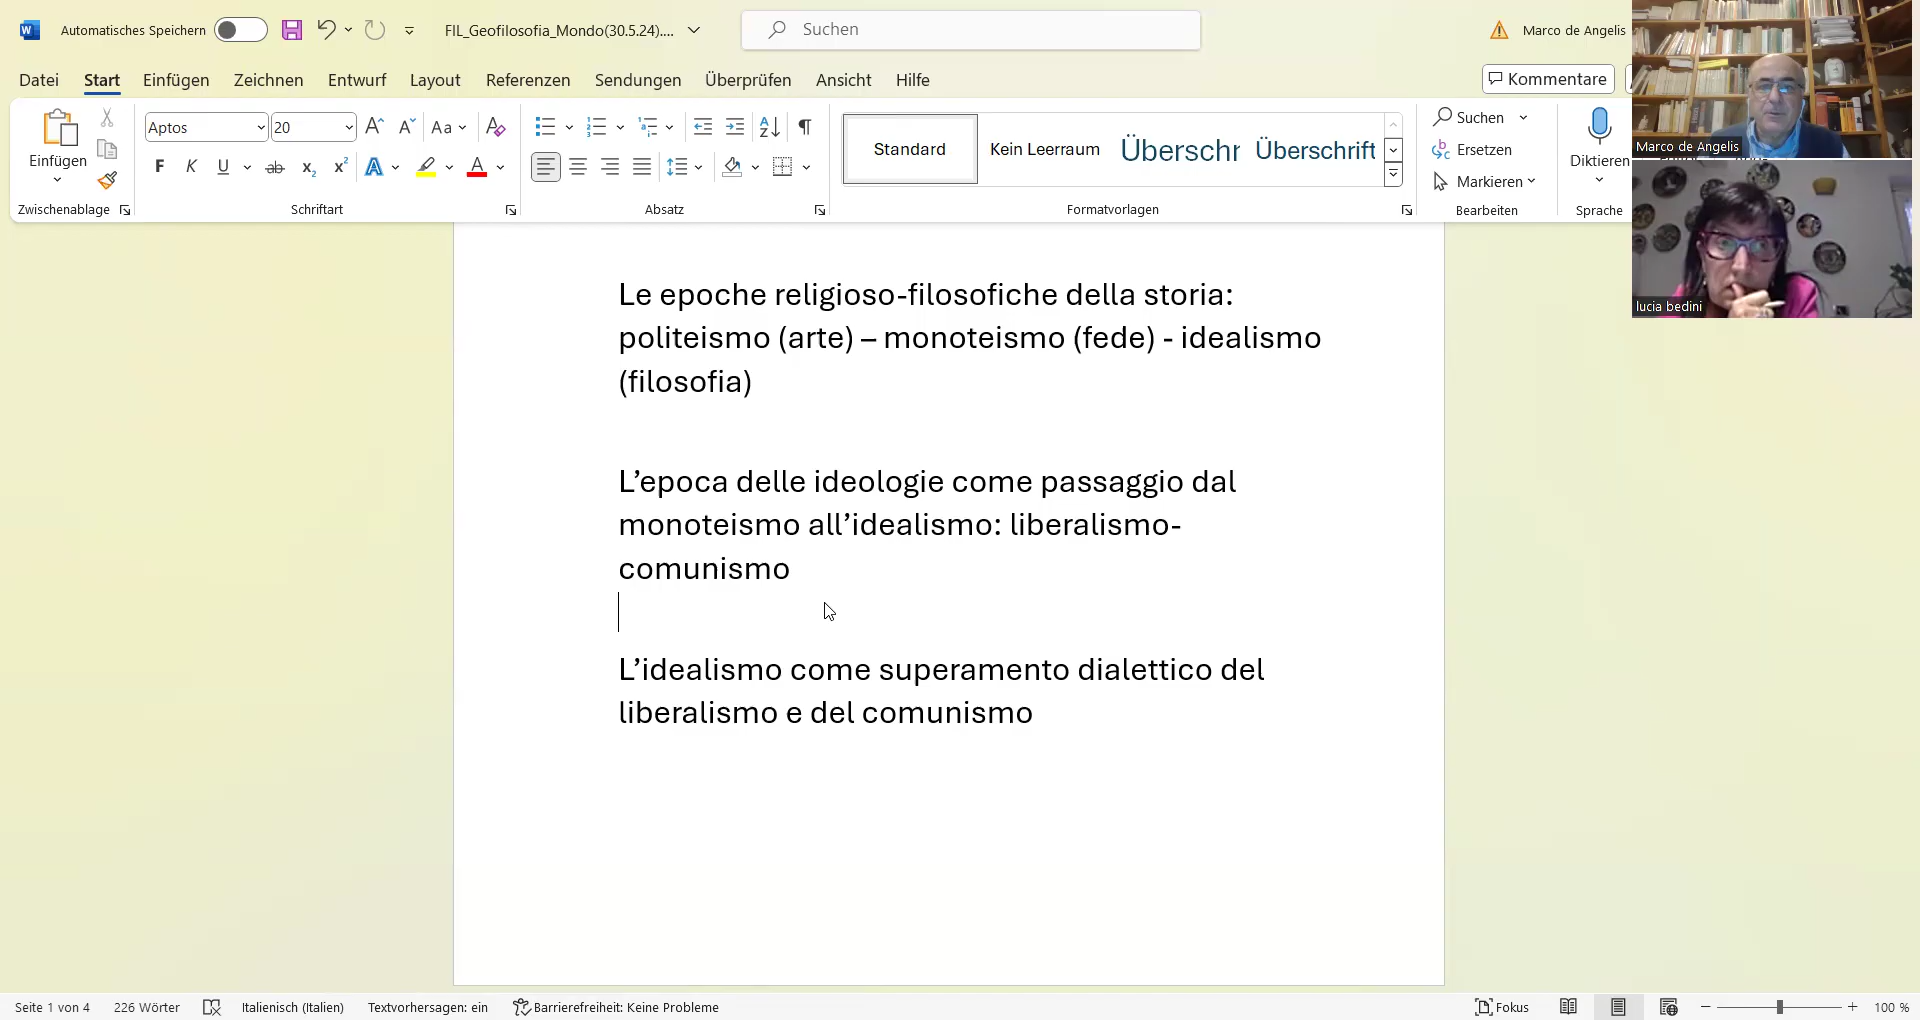 Automatisches Speichern
FIL_Geofilosofia_Mondo(30.5.24)....
Suchen
Marco de Angelis
Datei Start Einfügen Zeichnen Entwurf Layout Referenzen Sendungen Überprüfen Ansicht Hilfe
Kommentare
Einfügen
Aptos
20
Aa
F K U ab x₂ x² A A
Standard
Kein Leerraum
Überschr
Überschrift
Suchen
Ersetzen
Markieren
Diktieren
Zwischenablage
Schriftart
Absatz
Formatvorlagen
Bearbeiten
Sprache
Marco de Angelis
lucia bedini
Le epoche religioso-filosofiche della storia:
politeismo (arte) – monoteismo (fede) - idealismo
(filosofia)
L’epoca delle ideologie come passaggio dal
monoteismo all’idealismo: liberalismo-
comunismo
L’idealismo come superamento dialettico del
liberalismo e del comunismo
Seite 1 von 4
226 Wörter
Italienisch (Italien)
Textvorhersagen: ein
Barrierefreiheit: Keine Probleme
Fokus
100 %